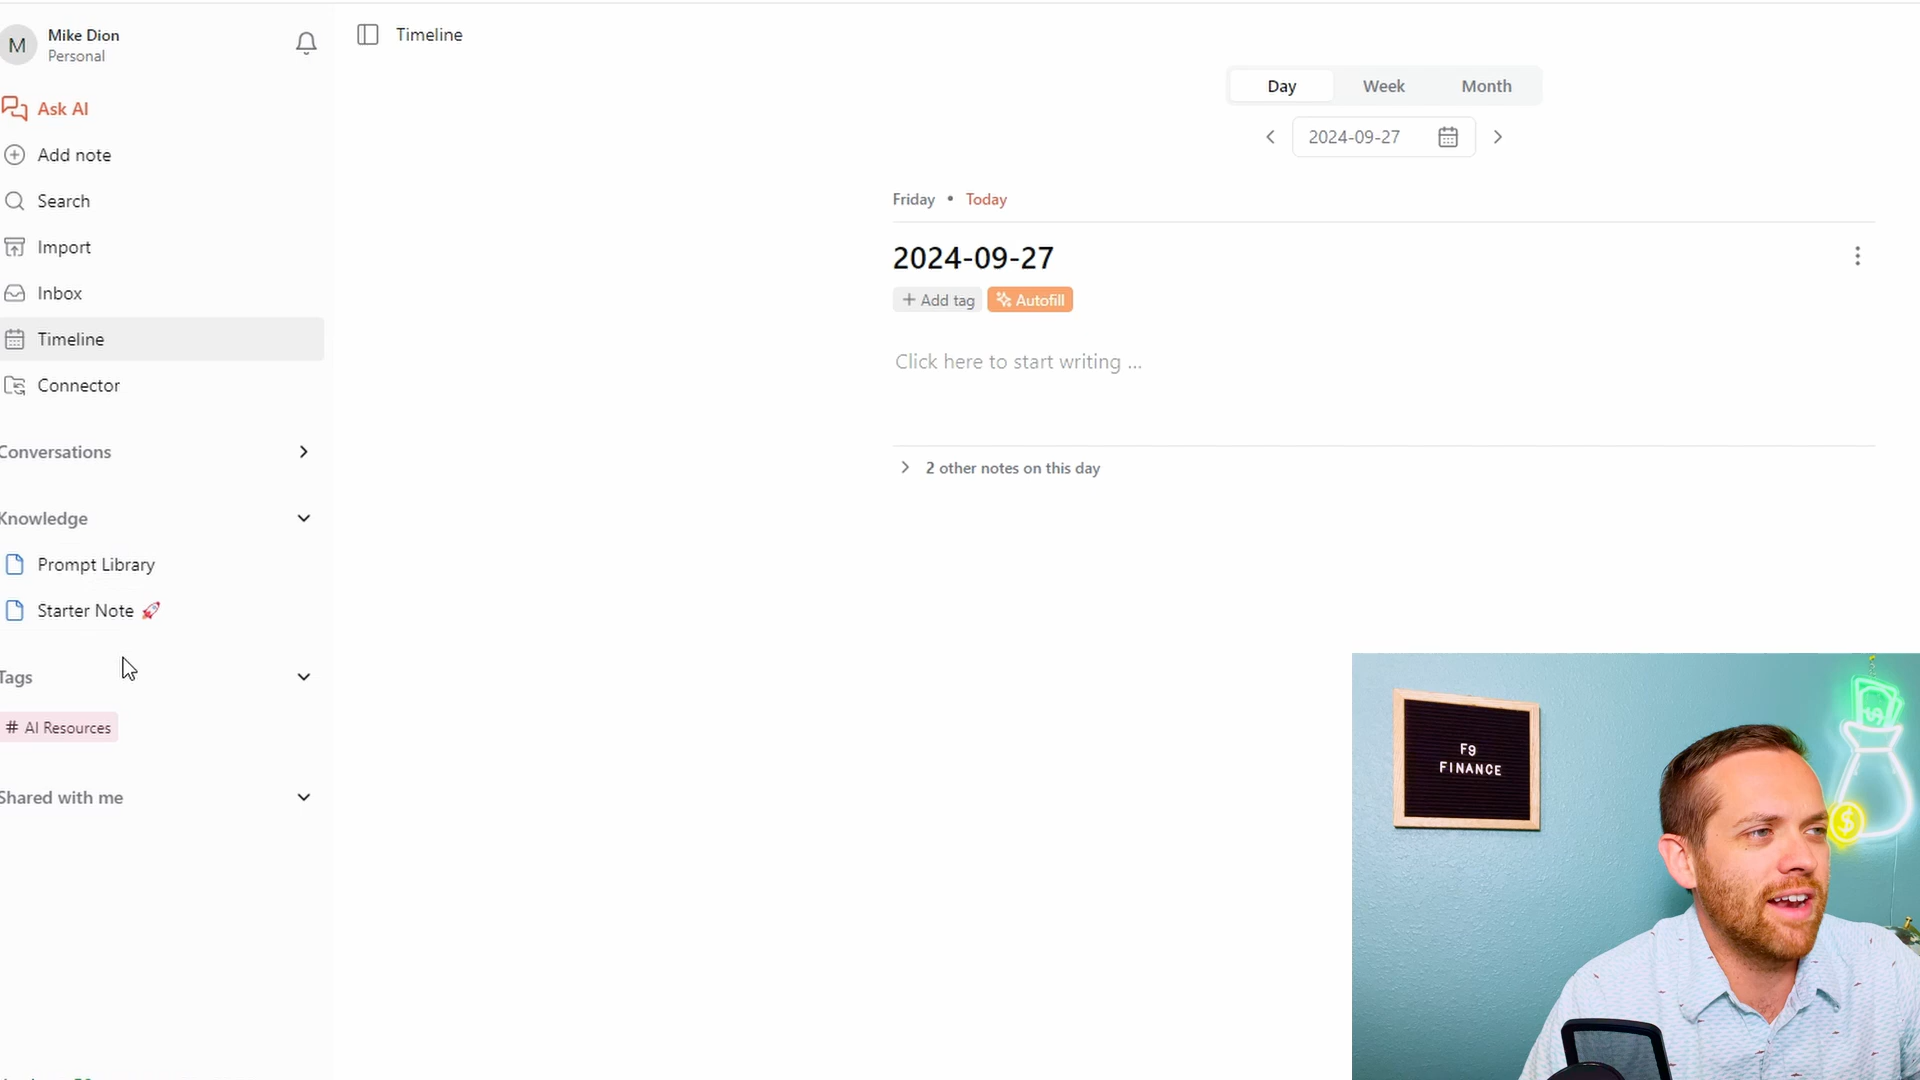 Mike Dion
Personal
Timeline
Ask AI
Add note
Search
Import
Inbox
Timeline
Connector
Conversations
Knowledge
Prompt Library
Starter Note 🚀
Tags
# AI Resources
Shared with me
Day Week Month
2024-09-27
Friday • Today
2024-09-27
+ Add tag Autofill
Click here to start writing ...
2 other notes on this day
F9
FINANCE